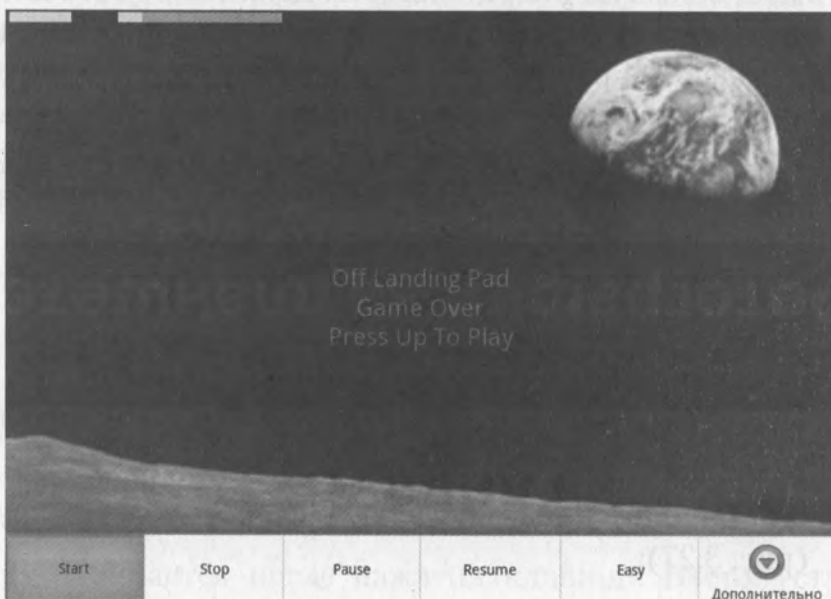 Off Landing Pad
Game Over
Press Up To Play
Start Stop Pause Resume Easy Дополнительно